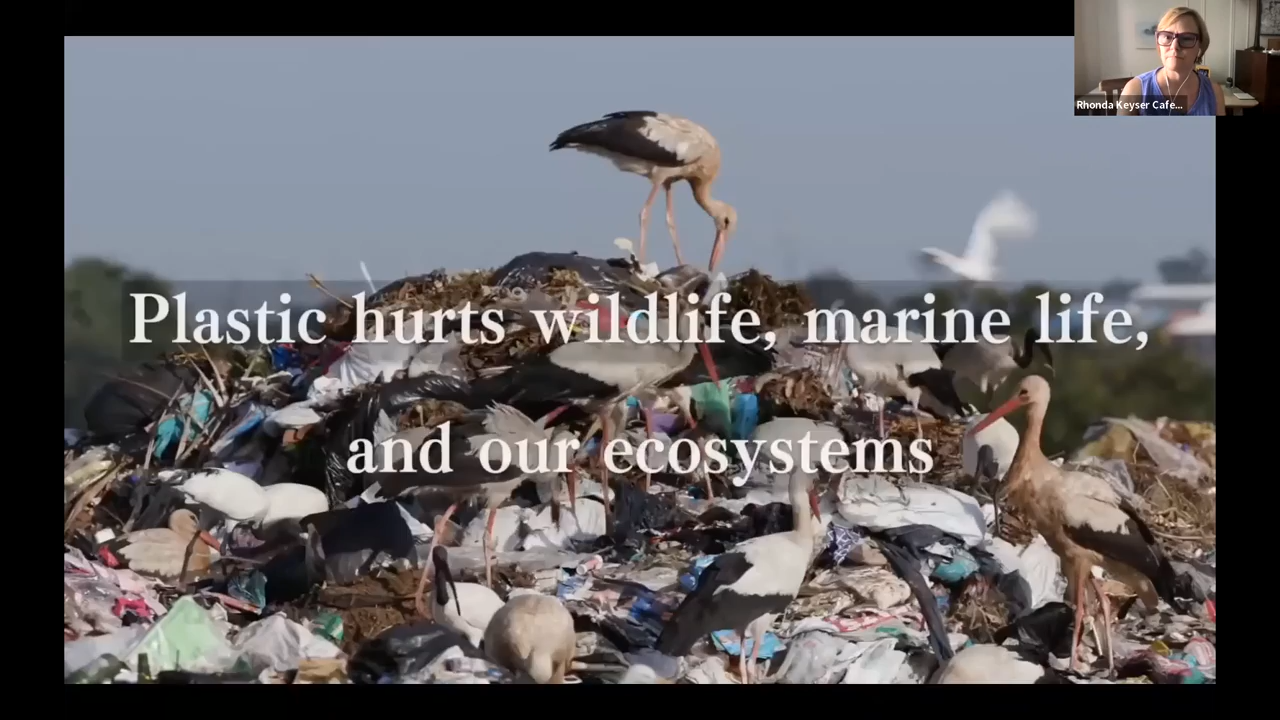 Rhonda Keyser Cafe...
Plastic hurts wildlife, marine life,
and our ecosystems